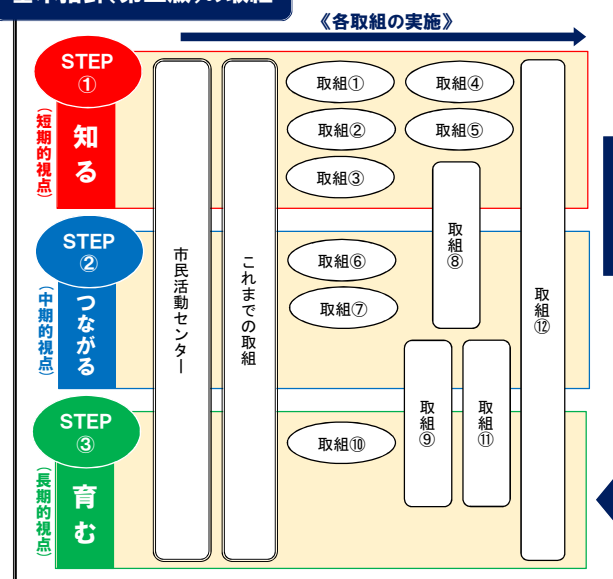 《各取組の実施》
STEP
①
(短期的視点)
知る
取組①
取組④
取組②
取組⑤
取組③
STEP
②
(中期的視点)
つながる
市民活動センター
これまでの取組
取組⑥
取組⑦
取組⑧
取組⑫
STEP
③
(長期的視点)
育む
取組⑩
取組⑨
取組⑪